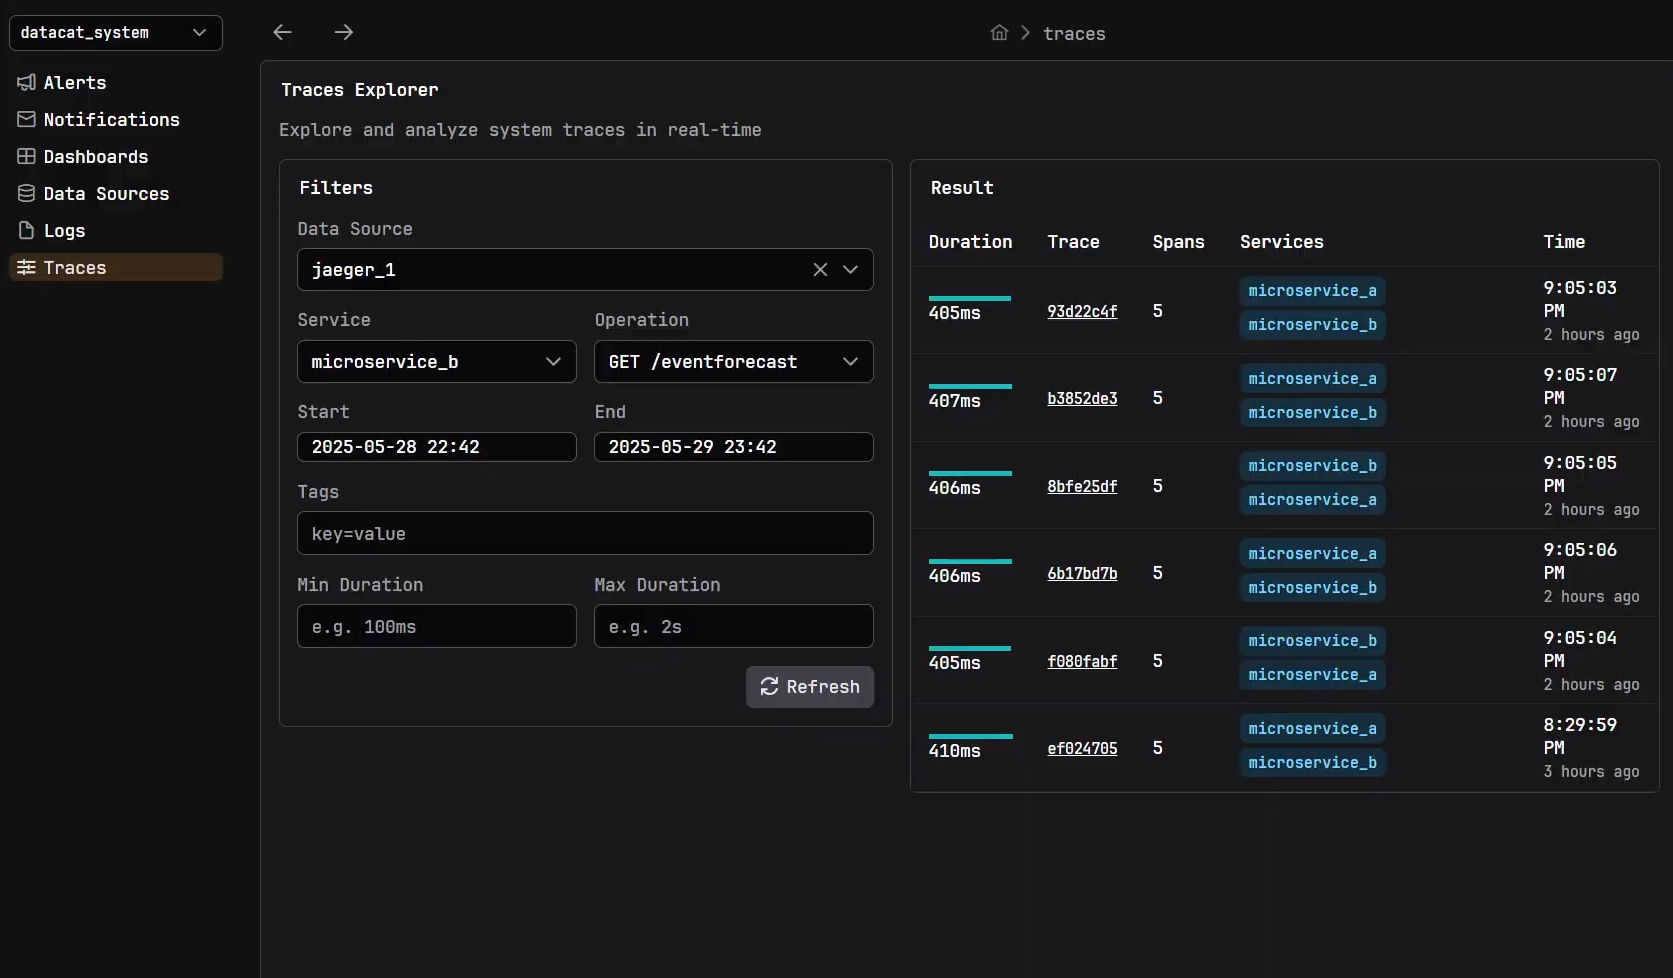 datacat_system
traces
Alerts
Notifications
Dashboards
Data Sources
Logs
Traces
Traces Explorer
Explore and analyze system traces in real-time
Filters
Data Source
jaeger_1
Service
Operation
microservice_b
GET /eventforecast
Start
End
2025-05-28 22:42
2025-05-29 23:42
Tags
key=value
Min Duration
Max Duration
e.g. 100ms
e.g. 2s
Refresh
Result
Duration Trace Spans Services Time
405ms 93d22c4f 5 microservice_a microservice_b 9:05:03 PM 2 hours ago
407ms b3852de3 5 microservice_a microservice_b 9:05:07 PM 2 hours ago
406ms 8bfe25df 5 microservice_b microservice_a 9:05:05 PM 2 hours ago
406ms 6b17bd7b 5 microservice_a microservice_b 9:05:06 PM 2 hours ago
405ms f080fabf 5 microservice_b microservice_a 9:05:04 PM 2 hours ago
410ms ef024705 5 microservice_a microservice_b 8:29:59 PM 3 hours ago